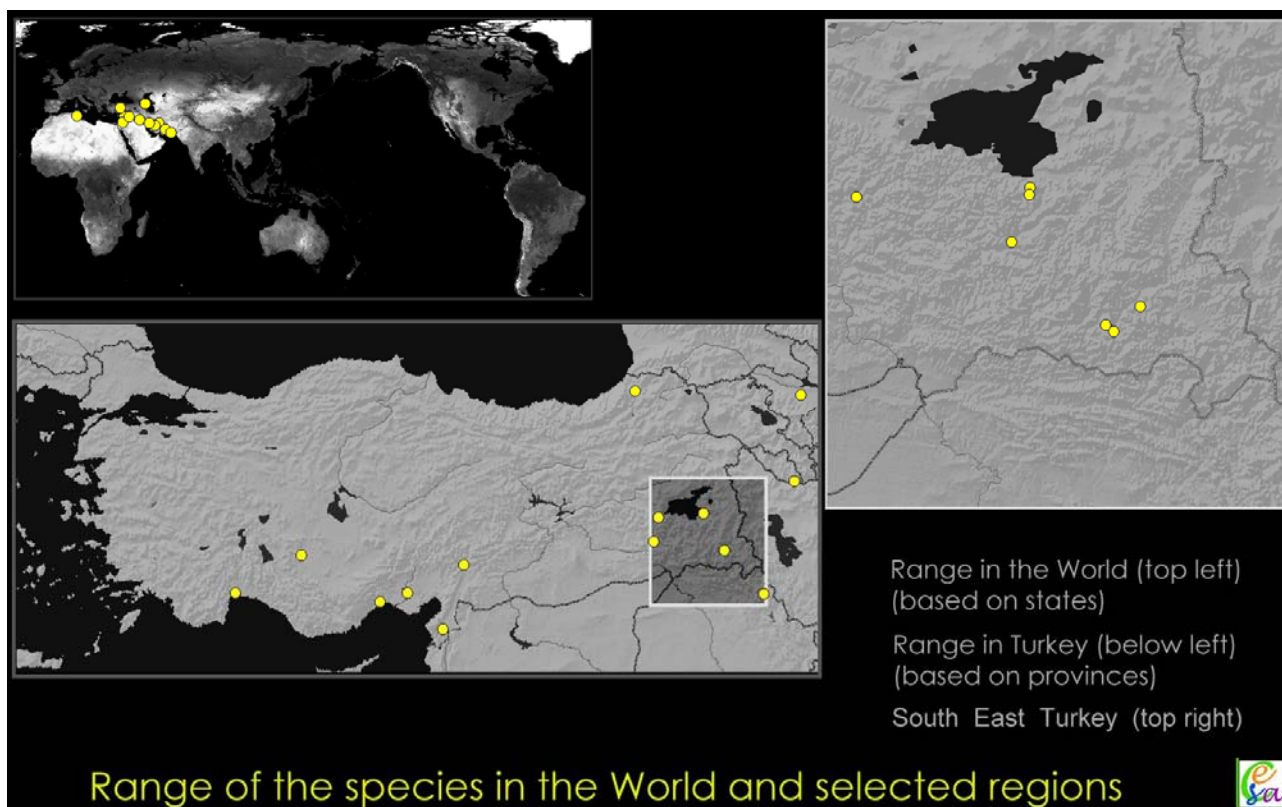 Range in the World (top left)
(based on states)
Range in Turkey (below left)
(based on provinces)
South East Turkey (top right)
Range of the species in the World and selected regions
esa